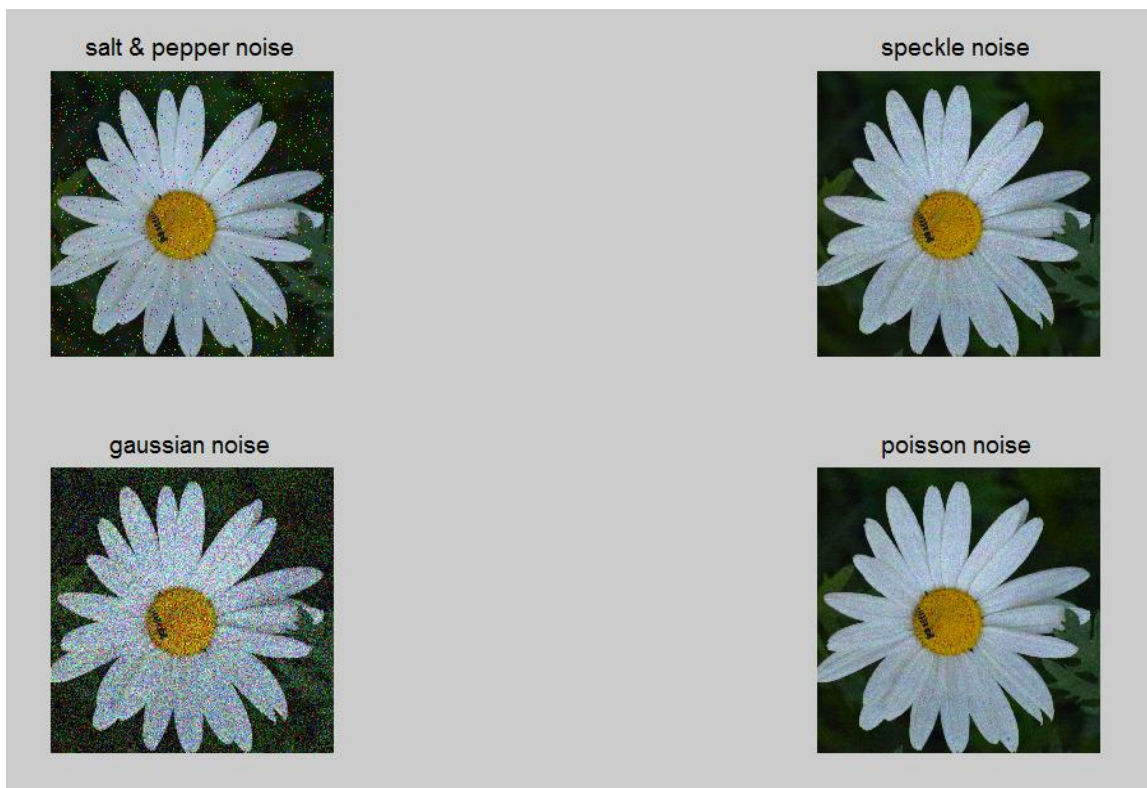 salt & pepper noise
speckle noise
gaussian noise
poisson noise